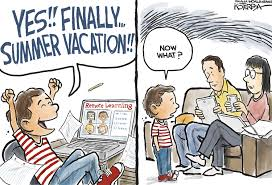 YES!! FINALLY...
SUMMER VACATION!!
Remote Learning
NOW
WHAT?